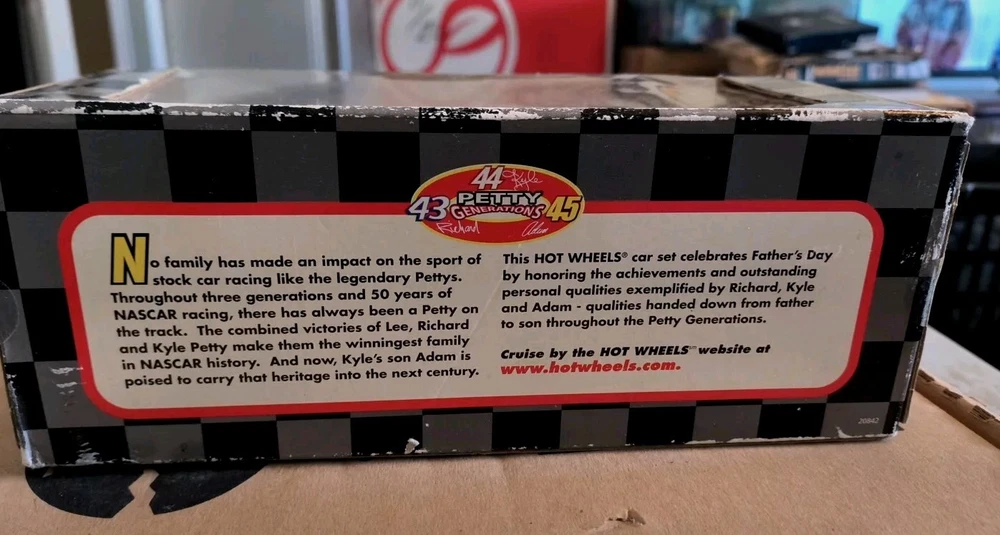 44 Kyle
PETTY
43 GENERATIONS 45
Richard Adam
No family has made an impact on the sport of
stock car racing like the legendary Pettys.
Throughout three generations and 50 years of
NASCAR racing, there has always been a Petty on
the track. The combined victories of Lee, Richard
and Kyle Petty make them the winningest family
in NASCAR history. And now, Kyle's son Adam is
poised to carry that heritage into the next century.
This HOT WHEELS® car set celebrates Father's Day
by honoring the achievements and outstanding
personal qualities exemplified by Richard, Kyle
and Adam - qualities handed down from father
to son throughout the Petty Generations.
Cruise by the HOT WHEELS™ website at
www.hotwheels.com.
20842